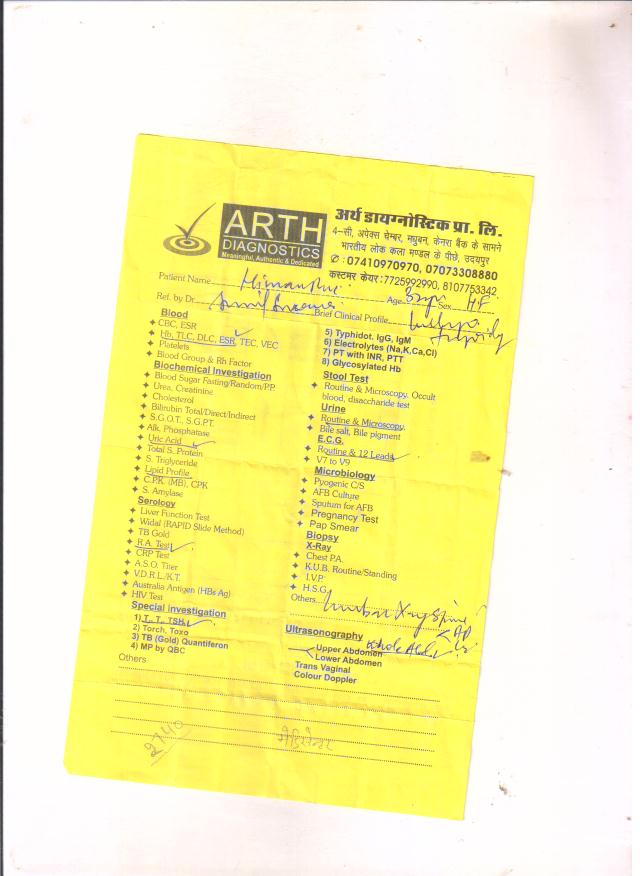 ARTH
DIAGNOSTICS
Meaningful, Authentic & Dedicated
अर्थ डायग्नोस्टिक प्रा. लि.
4-सी, अपेक्स चेम्बर, मधुबन, केनरा बैंक के सामने
भारतीय लोक कला मण्डल के पीछे, उदयपुर
✆ : 07410970970, 07073308880
कस्टमर केयर : 7725992990, 8107753342
Patient Name
Age Sex
Ref. by Dr.
Brief Clinical Profile
Blood
CBC, ESR
Hb, TLC, DLC, ESR, TEC, VEC
Platelets
Blood Group & Rh Factor
Biochemical Investigation
Blood Sugar Fasting/Random/P.P.
Urea, Creatinine
Cholesterol
Bilirubin Total/Direct/Indirect
S.G.O.T., S.G.P.T.
Alk. Phosphatase
Uric Acid
Total S. Protein
S. Triglyceride
Lipid Profile
C.P.K. (MB), CPK
S. Amylase
Serology
Liver Function Test
Widal (RAPID Slide Method)
TB Gold
R.A. Test
CRP Test
A.S.O. Titer
V.D.R.L./K.T.
Australia Antigen (HBs Ag)
HIV Test
Special investigation
1) T₃, T₄, TSH
2) Torch, Toxo
3) TB (Gold) Quantiferon
4) MP by QBC
Others
5) Typhidot. IgG, IgM
6) Electrolytes (Na,K,Ca,Cl)
7) PT with INR, PTT
8) Glycosylated Hb
Stool Test
Routine & Microscopy, Occult
blood, disaccharide test
Urine
Routine & Microscopy.
Bile salt, Bile pigment
E.C.G.
Routine & 12 Leads
V7 to V9
Microbiology
Pyogenic C/S
AFB Culture
Sputum for AFB
Pregnancy Test
Pap Smear
Biopsy
X-Ray
Chest P.A.
K.U.B. Routine/Standing
I.V.P.
H.S.G.
Others
Ultrasonography
Upper Abdomen
Lower Abdomen
Trans Vaginal
Colour Doppler
2740